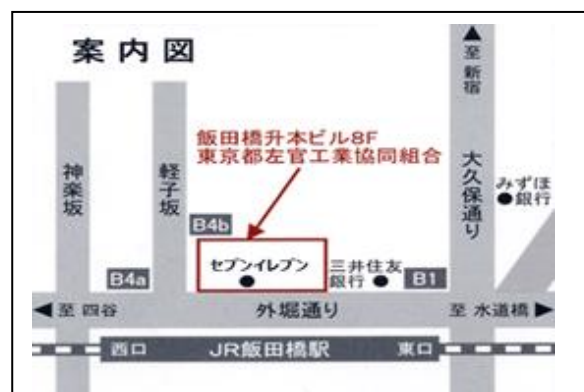 案内図
▲
至
新宿
飯田橋升本ビル8F
東京都左官工業協同組合
神楽坂
軽子坂
大久保通り
みずほ
●銀行
B4b
セブンイレブン
●
三井住友
銀行 ●
B4a
B1
◀至 四谷
外堀通り
至 水道橋▶
西口
JR飯田橋駅
東口